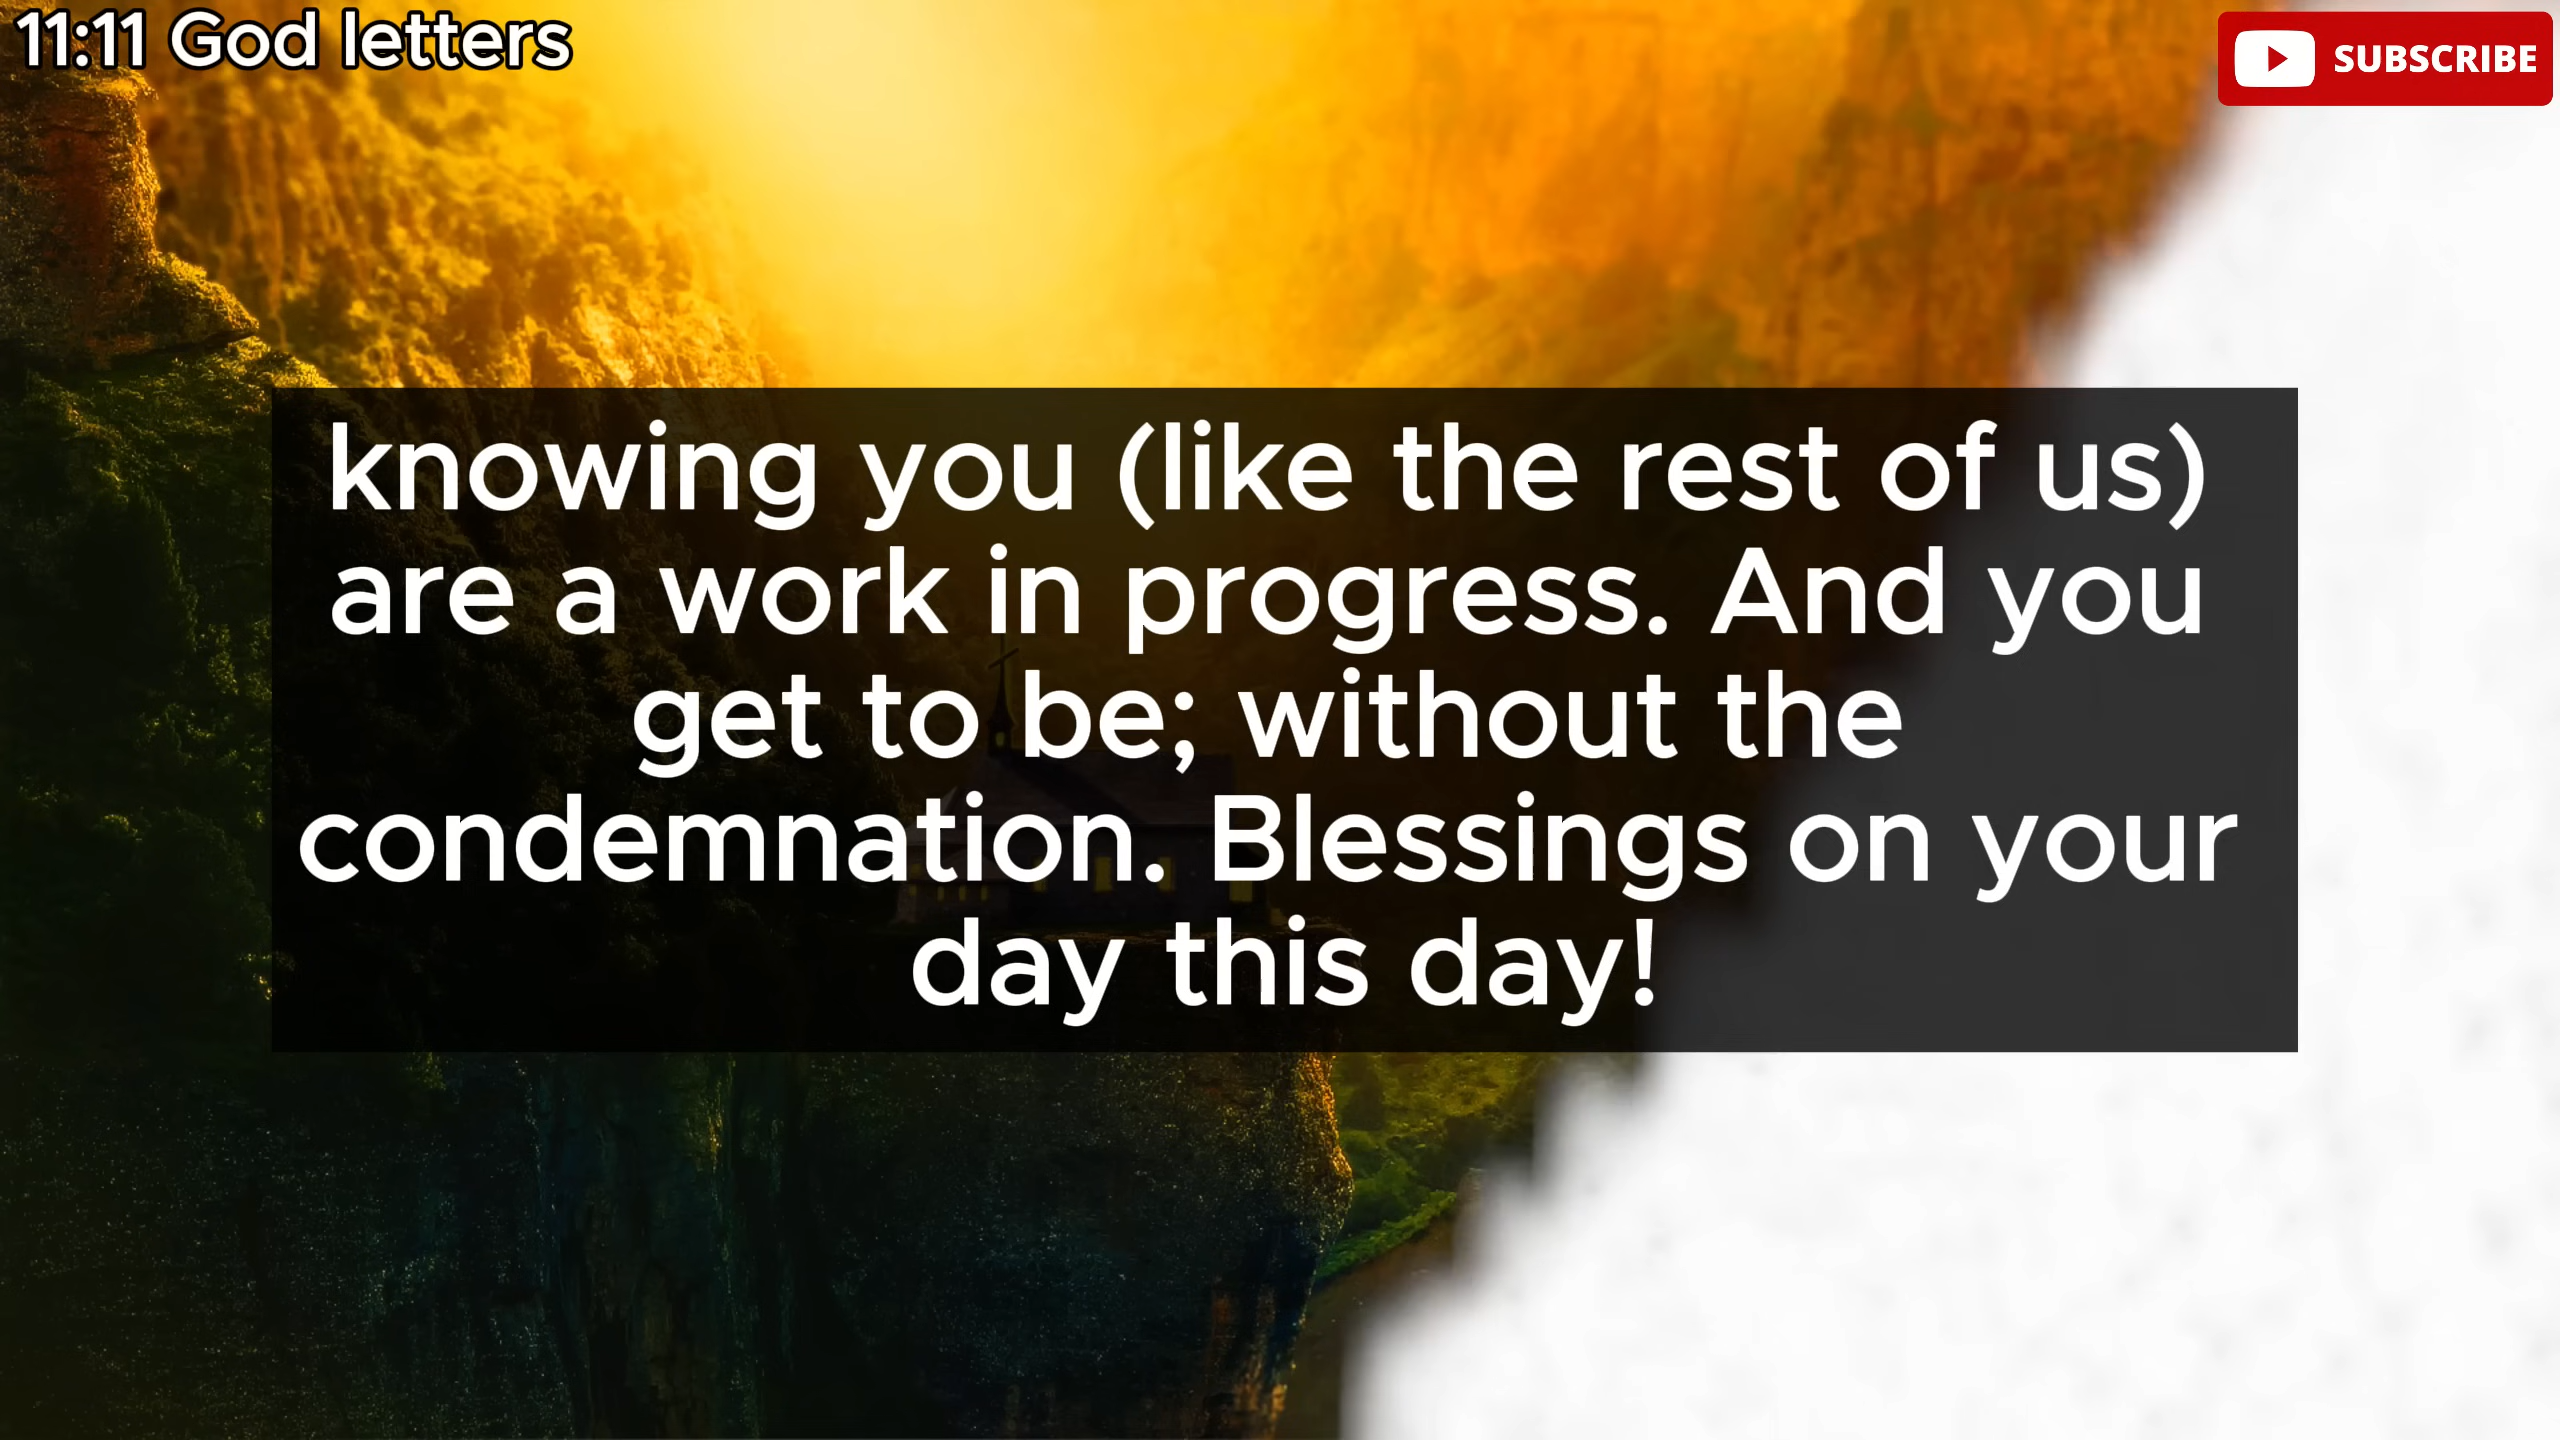 11:11 God letters
SUBSCRIBE
knowing you (like the rest of us)
are a work in progress. And you
get to be; without the
condemnation. Blessings on your
day this day!